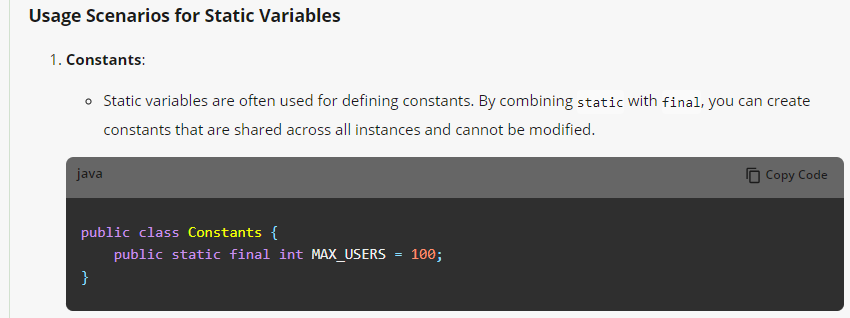 Usage Scenarios for Static Variables
1. Constants:
Static variables are often used for defining constants. By combining static with final, you can create
constants that are shared across all instances and cannot be modified.
java Copy Code
public class Constants {
    public static final int MAX_USERS = 100;
}